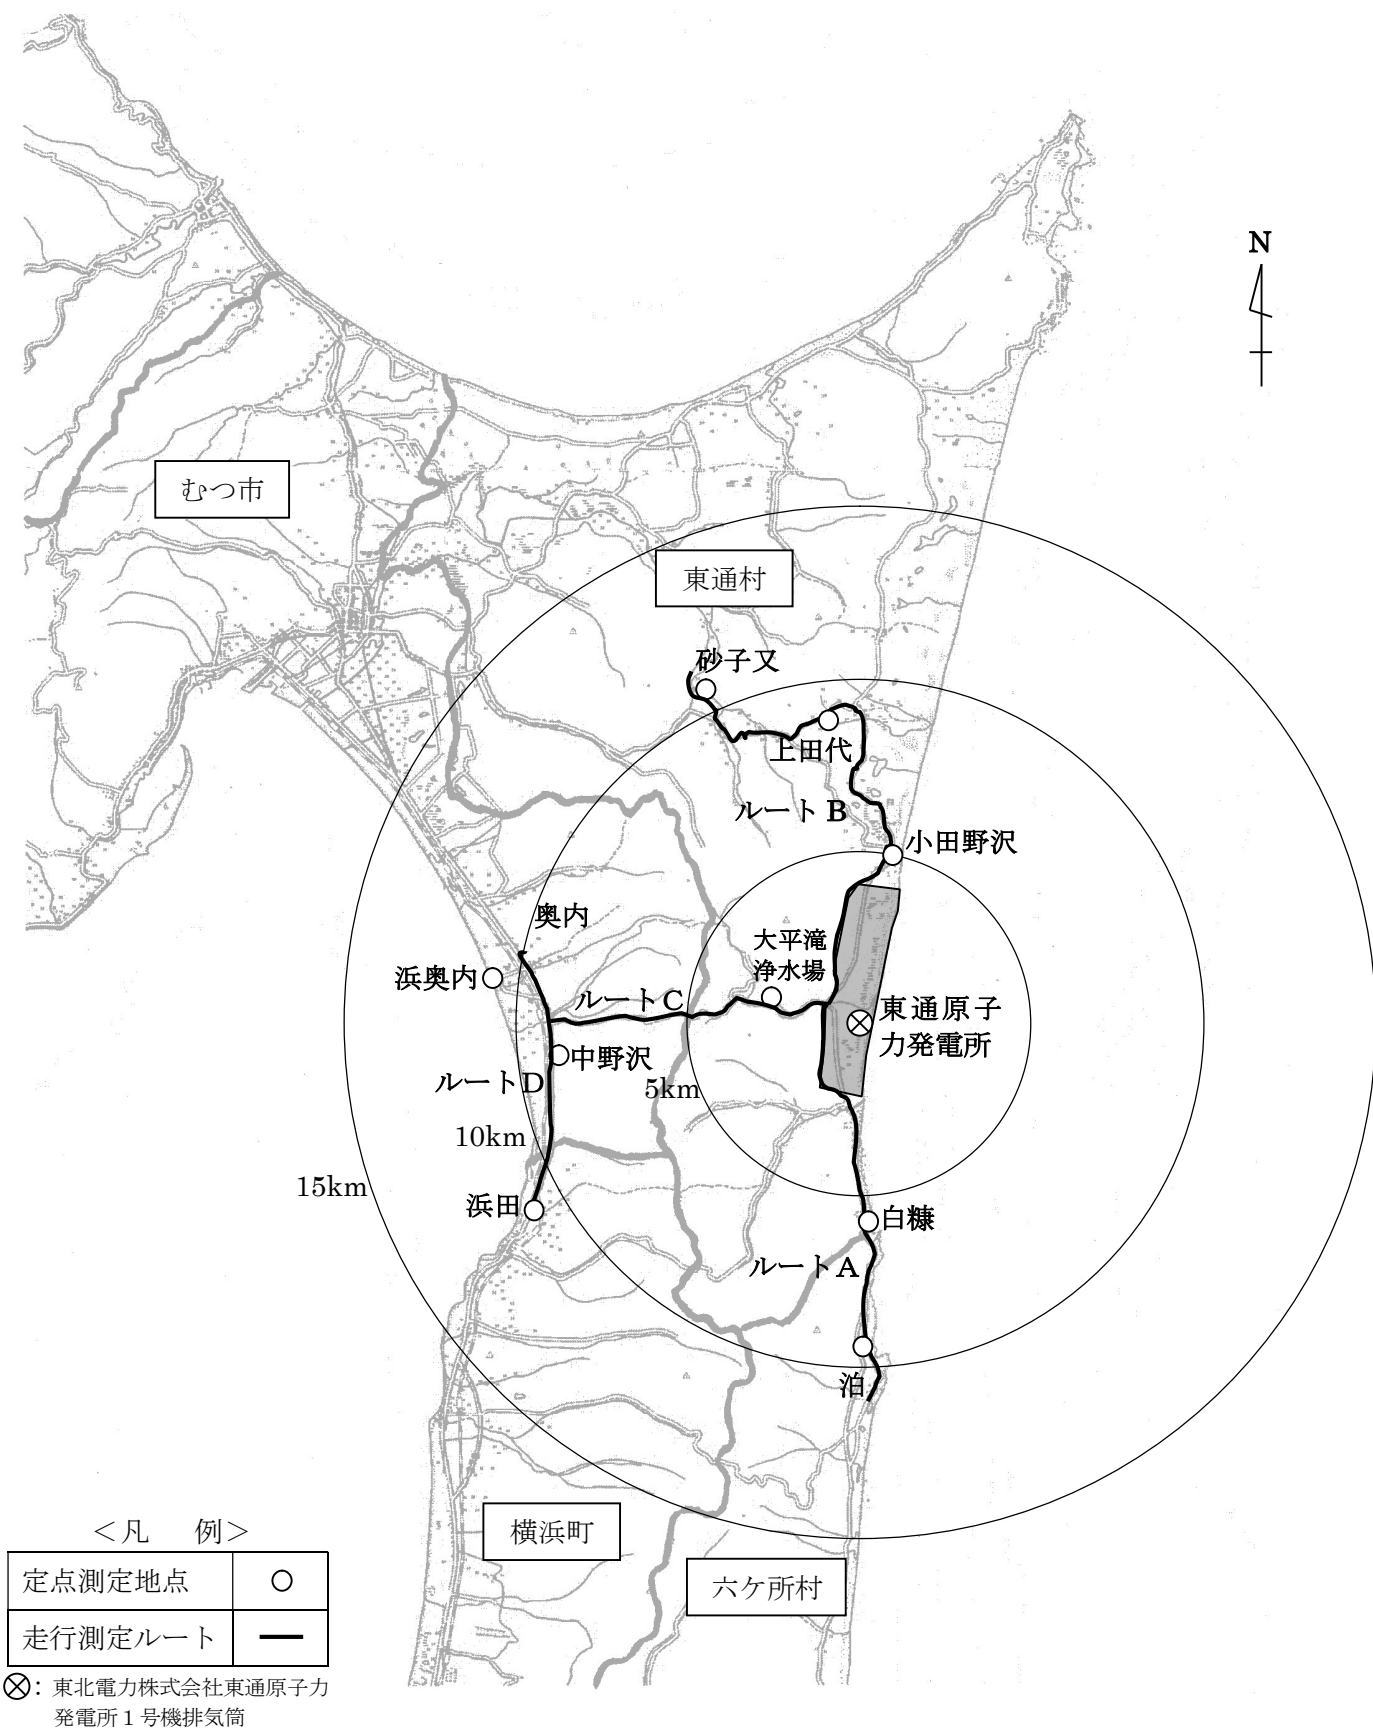 N
むつ市
東通村
砂子又
上田代
ルートB
小田野沢
奥内
大平滝
浄水場
浜奥内
ルートC
東通原子
力発電所
中野沢
ルートD
5km
10km
15km
浜田
白糠
ルートA
泊
横浜町
六ケ所村
＜凡　例＞
定点測定地点 ○
走行測定ルート ━
⊗：東北電力株式会社東通原子力
発電所１号機排気筒